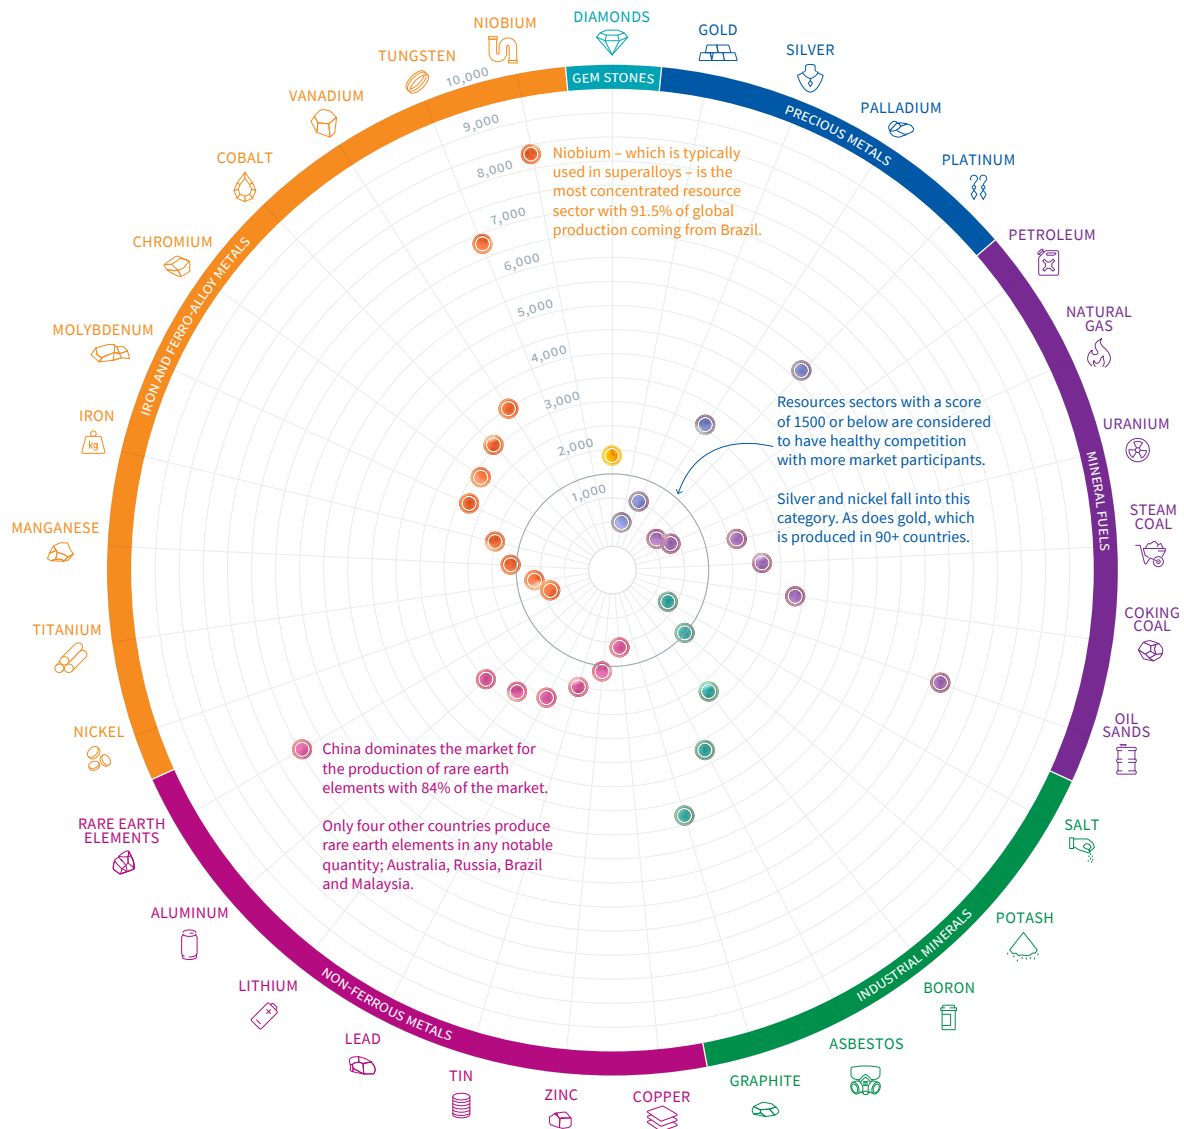 NIOBIUM
DIAMONDS
GOLD
SILVER
TUNGSTEN
PALLADIUM
VANADIUM
PLATINUM
COBALT
PETROLEUM
CHROMIUM
NATURAL
GAS
MOLYBDENUM
URANIUM
IRON
kg
STEAM
COAL
MANGANESE
COKING
COAL
TITANIUM
OIL
SANDS
NICKEL
SALT
RARE EARTH
ELEMENTS
POTASH
ALUMINUM
BORON
LITHIUM
ASBESTOS
LEAD
GRAPHITE
TIN
ZINC
COPPER
GEM STONES
PRECIOUS METALS
MINERAL FUELS
INDUSTRIAL MINERALS
NON-FERROUS METALS
IRON AND FERRO-ALLOY METALS
10,000
9,000
8,000
7,000
6,000
5,000
4,000
3,000
2,000
1,000
Niobium – which is typically
used in superalloys – is the
most concentrated resource
sector with 91.5% of global
production coming from Brazil.
Resources sectors with a score
of 1500 or below are considered
to have healthy competition
with more market participants.
Silver and nickel fall into this
category. As does gold, which
is produced in 90+ countries.
China dominates the market for
the production of rare earth
elements with 84% of the market.
Only four other countries produce
rare earth elements in any notable
quantity; Australia, Russia, Brazil
and Malaysia.